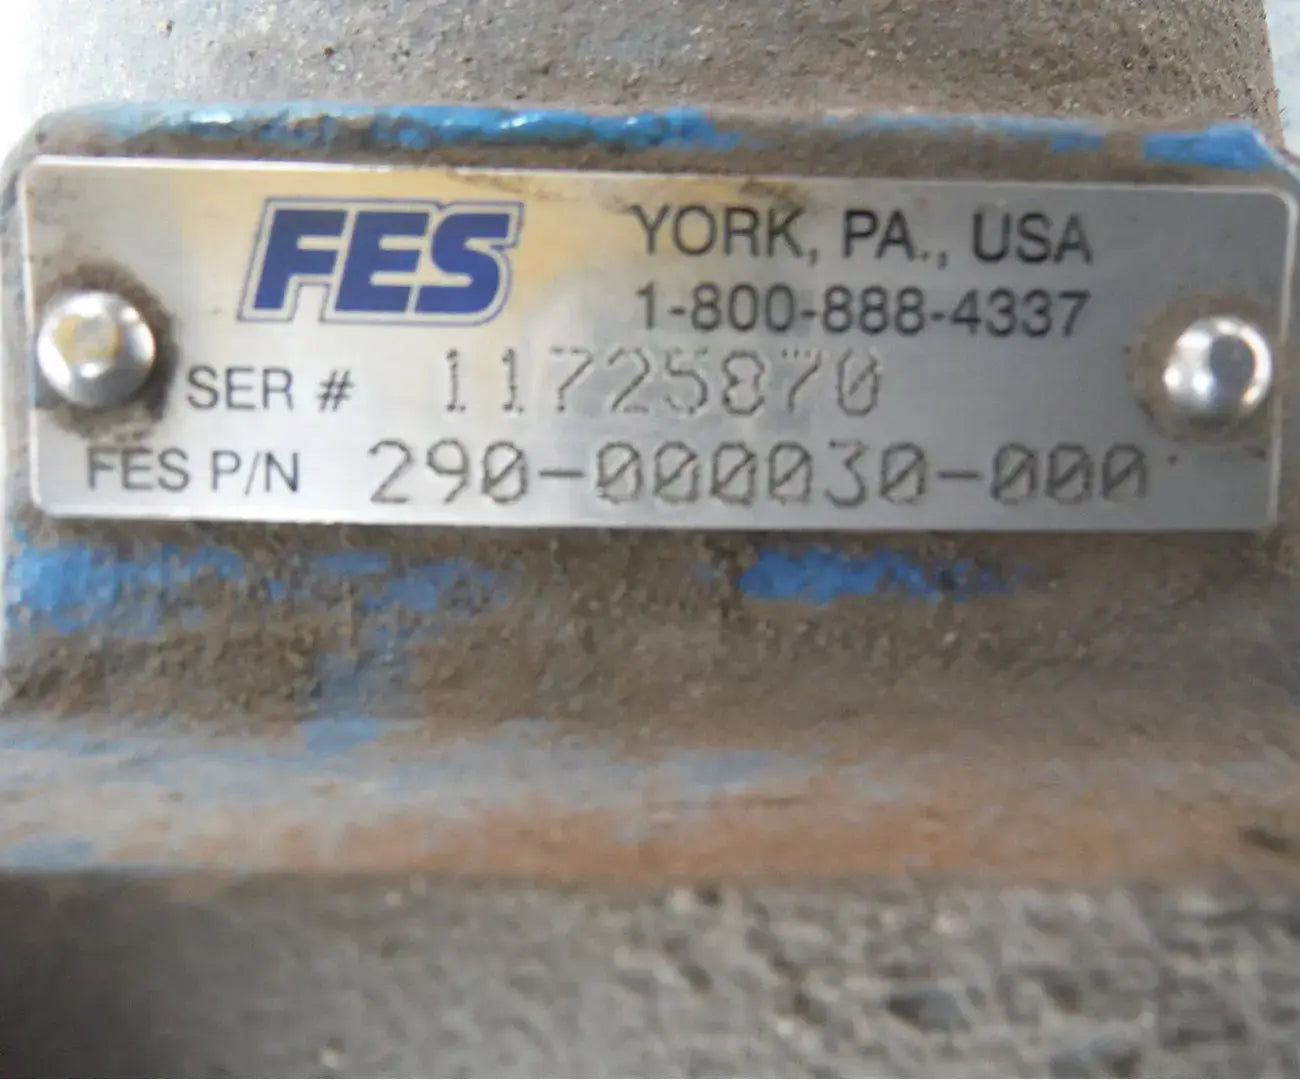 FES
YORK, PA., USA
1-800-888-4337
SER # 11725870
FES P/N 290-000030-000